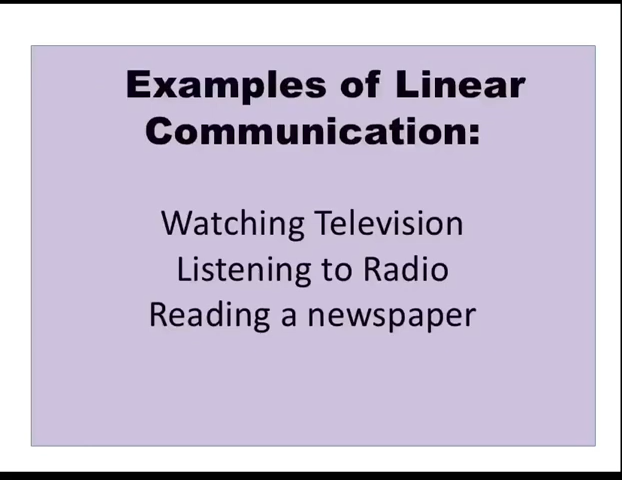 Examples of Linear
Communication:
Watching Television
Listening to Radio
Reading a newspaper